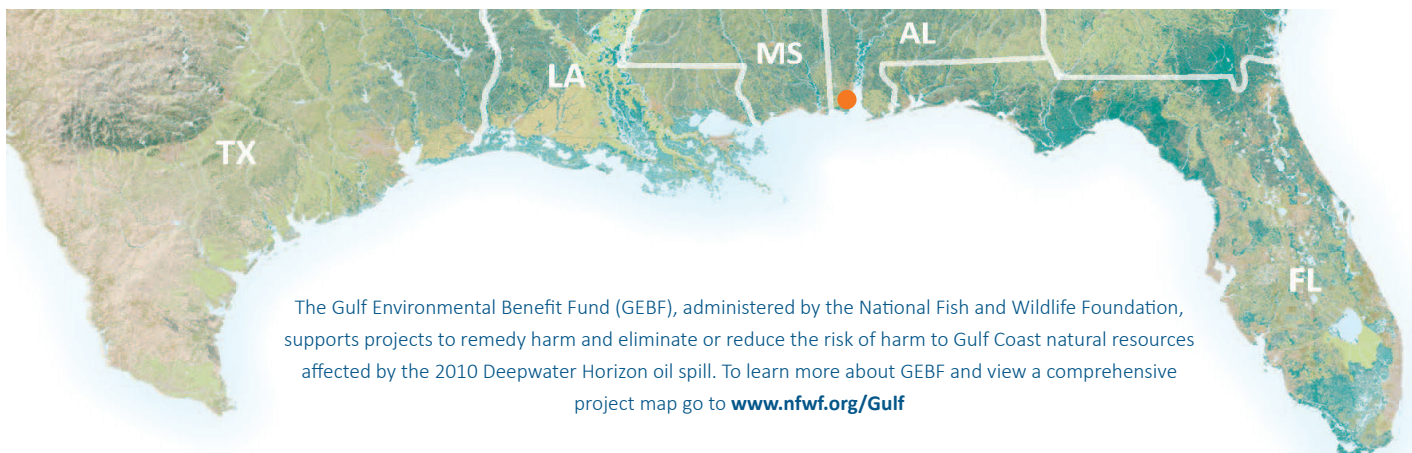 AL
MS
LA
TX
FL
The Gulf Environmental Benefit Fund (GEBF), administered by the National Fish and Wildlife Foundation,
supports projects to remedy harm and eliminate or reduce the risk of harm to Gulf Coast natural resources
affected by the 2010 Deepwater Horizon oil spill. To learn more about GEBF and view a comprehensive
project map go to www.nfwf.org/Gulf